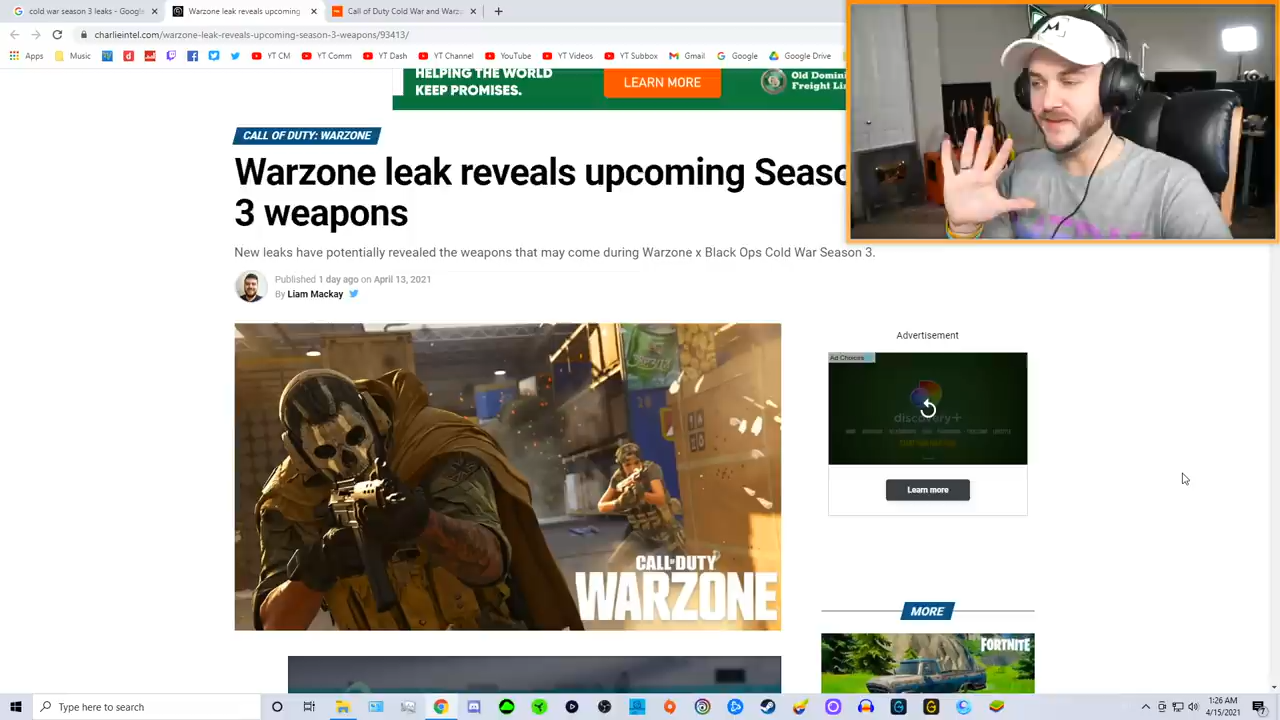 cold war season 3 leaks - Google
Warzone leak reveals upcoming
Call of Duty Cold War and Warz
charlieintel.com/warzone-leak-reveals-upcoming-season-3-weapons/93413/
Apps
Music
YT CM
YT Comm
YT Dash
YT Channel
YouTube
YT Videos
YT Subbox
Gmail
Google
Google Drive
HELPING THE WORLD
KEEP PROMISES.
LEARN MORE
Old Domini
Freight Li
CALL OF DUTY: WARZONE
Warzone leak reveals upcoming Seaso
3 weapons
New leaks have potentially revealed the weapons that may come during Warzone x Black Ops Cold War Season 3.
Published 1 day ago on April 13, 2021
By Liam Mackay
CALL OF DUTY
WARZONE
Advertisement
Ad Choices
discovery+
Learn more
MORE
FORTNITE
Type here to search
1:26 AM
4/15/2021